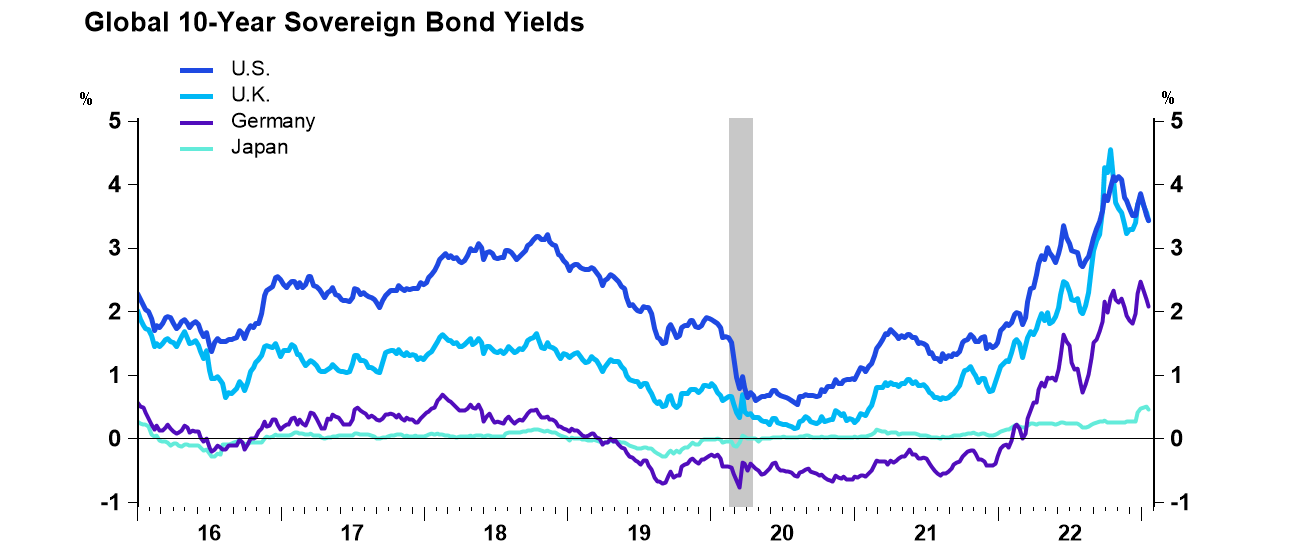 Global 10-Year Sovereign Bond Yields
U.S.
U.K.
Germany
Japan
% %
5 5
4 4
3 3
2 2
1 1
0 0
-1 -1
16 17 18 19 20 21 22